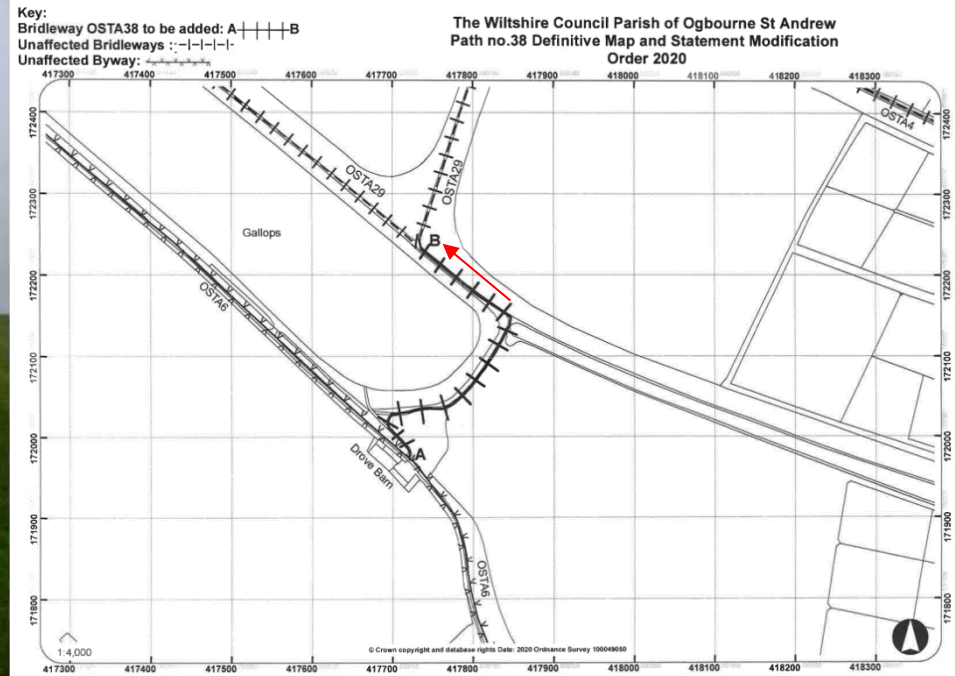 Key:
Bridleway OSTA38 to be added: A B
Unaffected Bridleways :
Unaffected Byway:
The Wiltshire Council Parish of Ogbourne St Andrew
Path no.38 Definitive Map and Statement Modification
Order 2020
417300 417400 417500 417600 417700 417800 417900 418000 418100 418200 418300
172400
172400
OSTA4
OSTA29
OSTA29
172300
172300
B
Gallops
172200
172200
OSTA6
172100
172100
172000
172000
A
Drove Barn
171900
171900
OSTA6
171800
171800
1:4,000
© Crown copyright and database rights Date: 2020 Ordnance Survey 100049050
417300 417400 417500 417600 417700 417800 417900 418000 418100 418200 418300